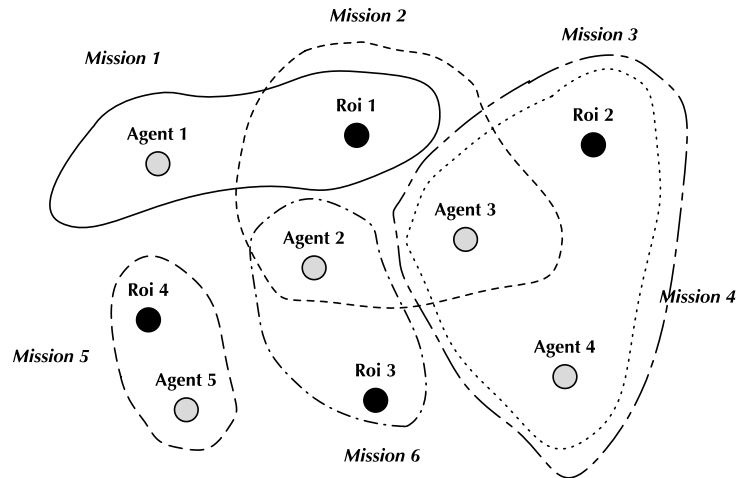 Mission 2
Mission 3
Mission 1
Roi 1
Roi 2
Agent 1
Agent 3
Agent 2
Roi 4
Mission 4
Agent 4
Mission 5
Roi 3
Agent 5
Mission 6